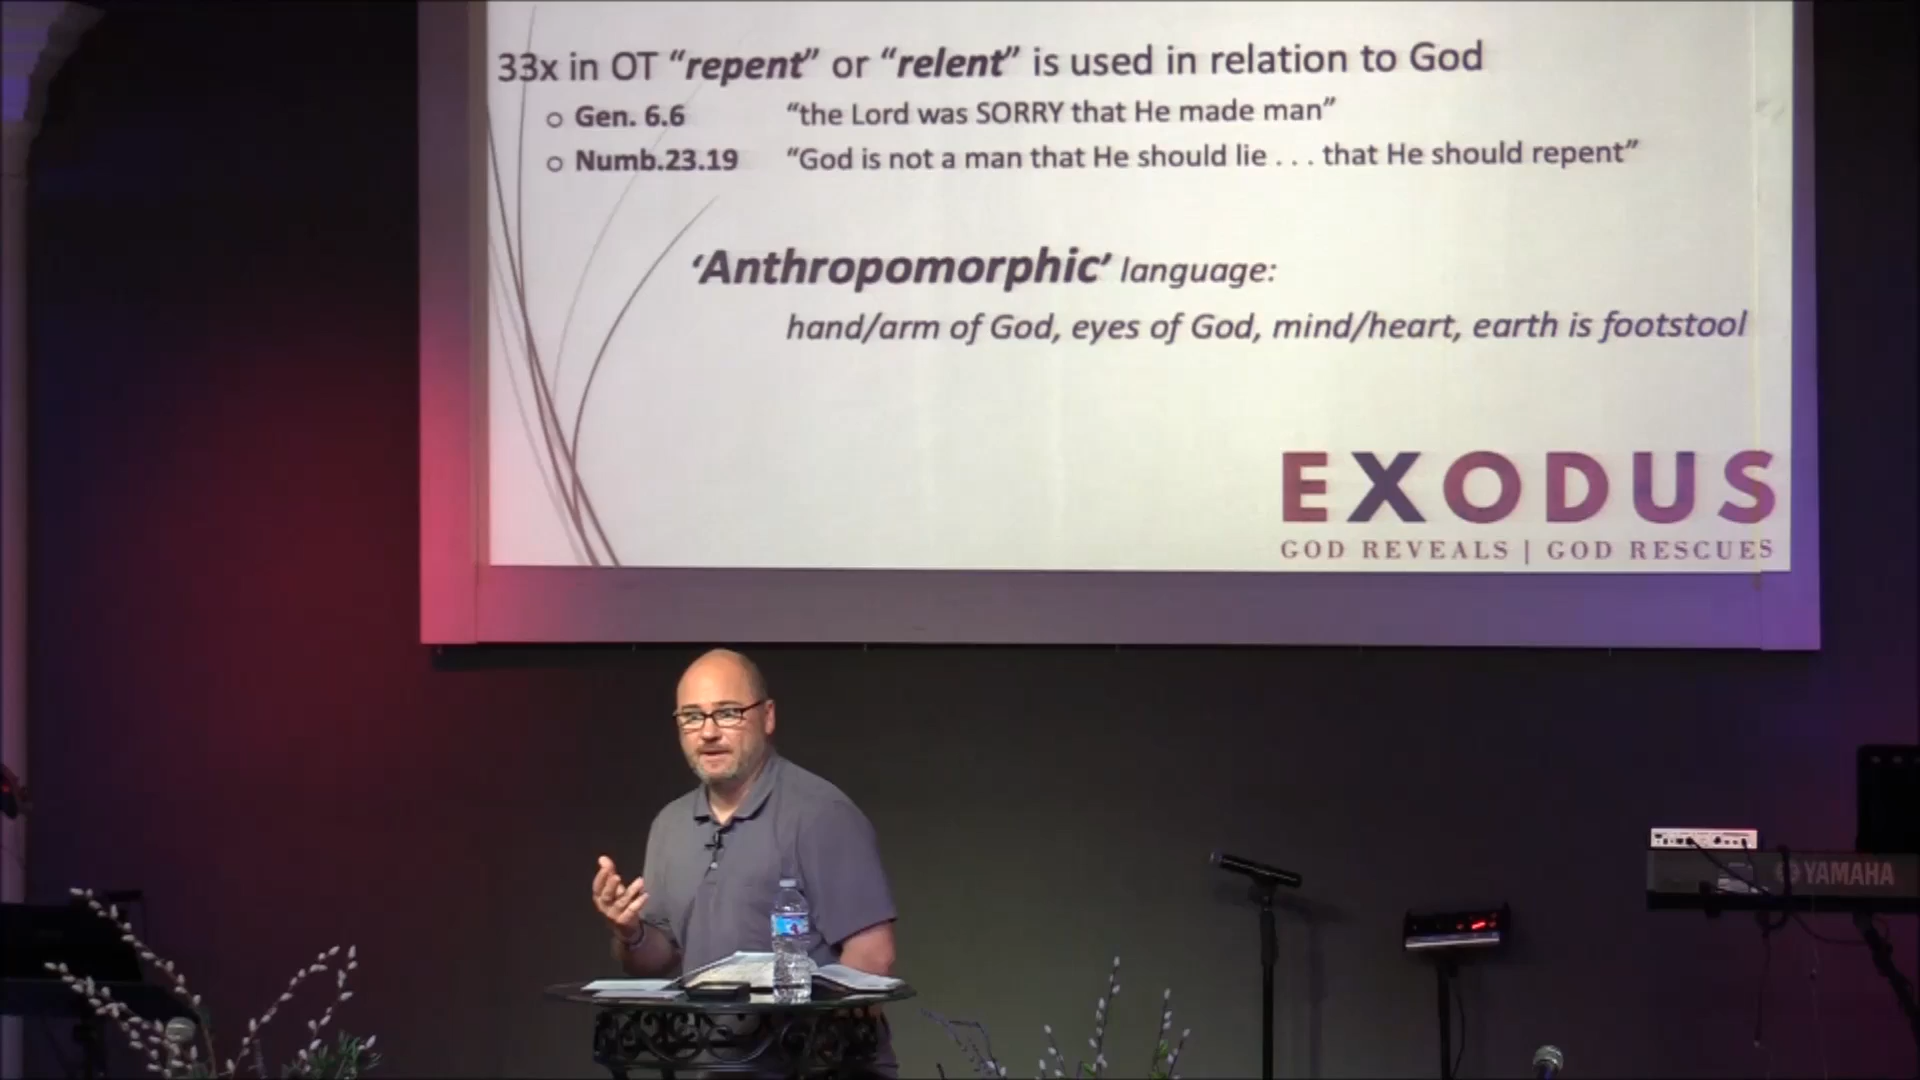 33x in OT “repent” or “relent” is used in relation to God
o Gen. 6.6 “the Lord was SORRY that He made man”
o Numb.23.19 “God is not a man that He should lie . . . that He should repent”
‘Anthropomorphic’ language:
hand/arm of God, eyes of God, mind/heart, earth is footstool
EXODUS
GOD REVEALS | GOD RESCUES
YAMAHA